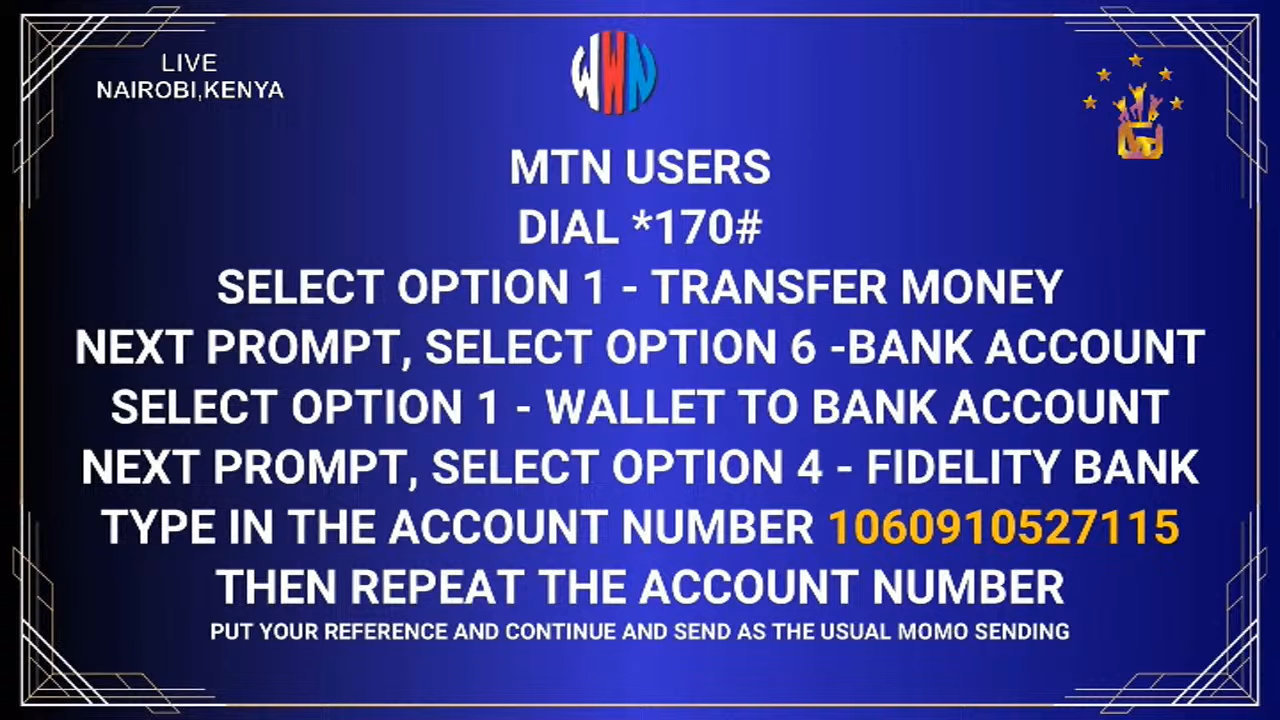 LIVE
NAIROBI,KENYA
WWN
MTN USERS
DIAL *170#
SELECT OPTION 1 - TRANSFER MONEY
NEXT PROMPT, SELECT OPTION 6 -BANK ACCOUNT
SELECT OPTION 1 - WALLET TO BANK ACCOUNT
NEXT PROMPT, SELECT OPTION 4 - FIDELITY BANK
TYPE IN THE ACCOUNT NUMBER 1060910527115
THEN REPEAT THE ACCOUNT NUMBER
PUT YOUR REFERENCE AND CONTINUE AND SEND AS THE USUAL MOMO SENDING